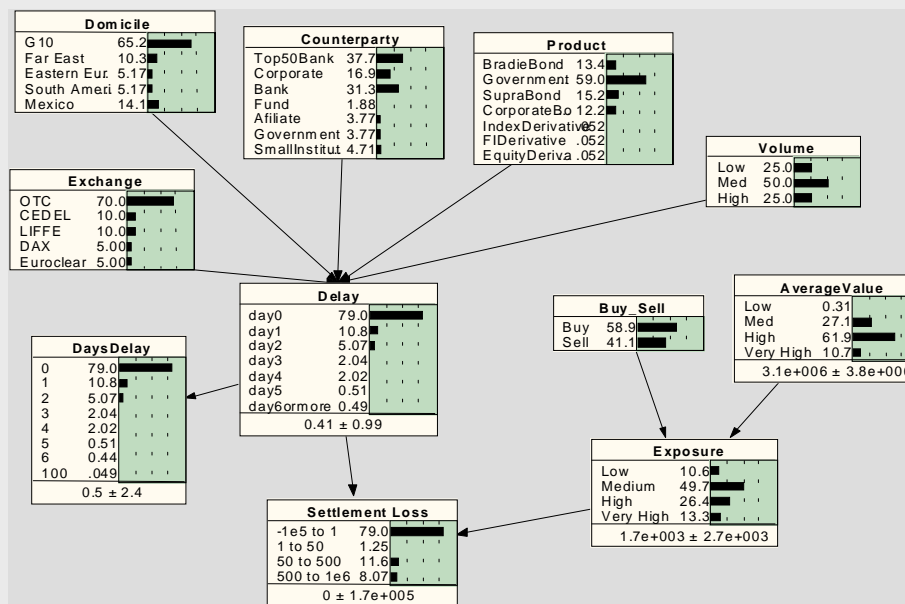 Domicile
G10 65.2
Far East 10.3
Eastern Eur. 5.17
South Ameri. 5.17
Mexico 14.1
Counterparty
Top50Bank 37.7
Corporate 16.9
Bank 31.3
Fund 1.88
Afiliate 3.77
Government 3.77
SmallInstitut. 4.71
Product
BradieBond 13.4
Government 59.0
SupraBond 15.2
CorporateBo. 12.2
IndexDerivative .052
FIDerivative .052
EquityDeriva. .052
Volume
Low 25.0
Med 50.0
High 25.0
Exchange
OTC 70.0
CEDEL 10.0
LIFFE 10.0
DAX 5.00
Euroclear 5.00
Delay
day0 79.0
day1 10.8
day2 5.07
day3 2.04
day4 2.02
day5 0.51
day6ormore 0.49
0.41 ± 0.99
Buy_Sell
Buy 58.9
Sell 41.1
AverageValue
Low 0.31
Med 27.1
High 61.9
Very High 10.7
3.1e+006 ± 3.8e+006
DaysDelay
0 79.0
1 10.8
2 5.07
3 2.04
4 2.02
5 0.51
6 0.44
100 .049
0.5 ± 2.4
Exposure
Low 10.6
Medium 49.7
High 26.4
Very High 13.3
1.7e+003 ± 2.7e+003
Settlement Loss
-1e5 to 1 79.0
1 to 50 1.25
50 to 500 11.6
500 to 1e6 8.07
0 ± 1.7e+005